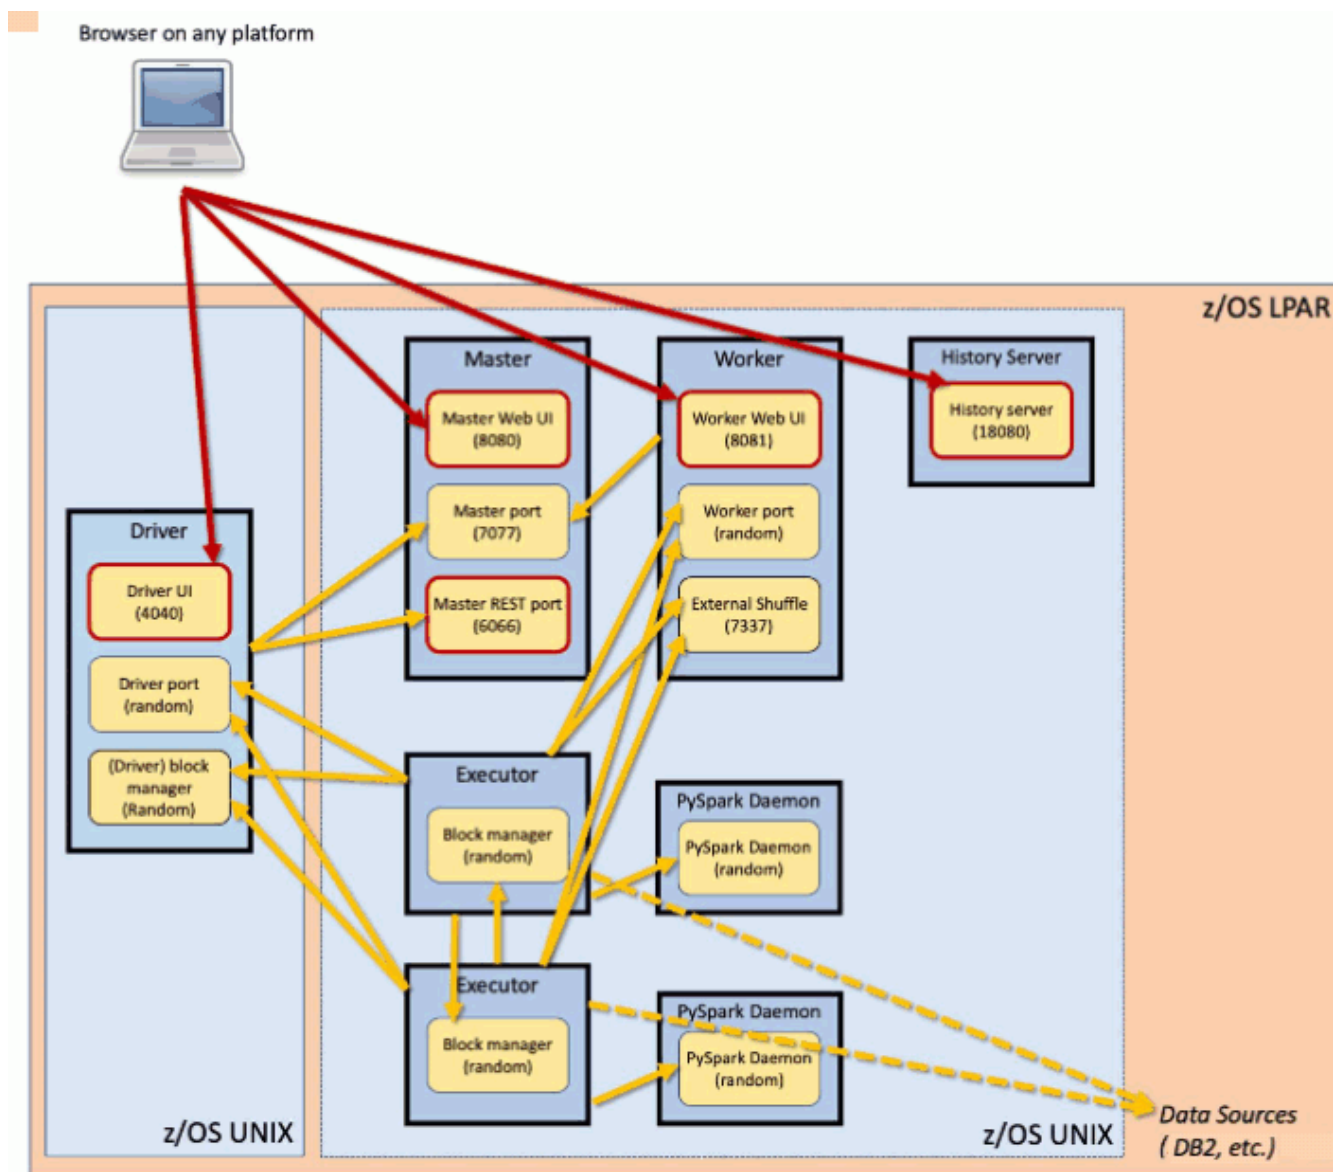 Browser on any platform
z/OS LPAR
Master
Master Web UI
(8080)
Master port
(7077)
Master REST port
(6066)
Worker
Worker Web UI
(8081)
Worker port
(random)
External Shuffle
(7337)
History Server
History server
(18080)
Driver
Driver UI
(4040)
Driver port
(random)
(Driver) block
manager
(Random)
Executor
Block manager
(random)
PySpark Daemon
PySpark Daemon
(random)
Executor
Block manager
(random)
PySpark Daemon
PySpark Daemon
(random)
z/OS UNIX
z/OS UNIX
Data Sources
( DB2, etc.)